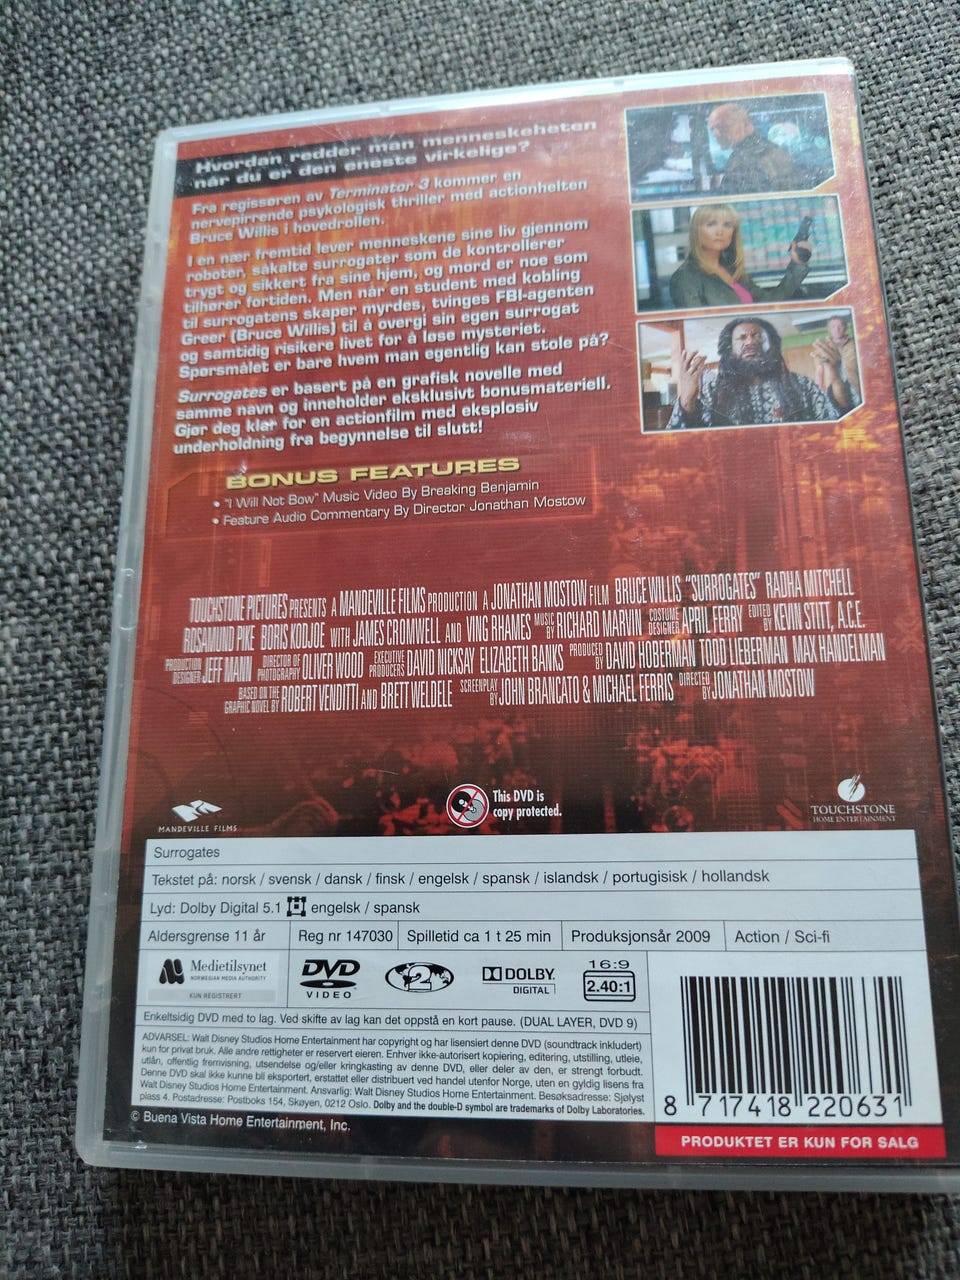 Hvordan redder man menneskeheten
når du er den eneste virkelige?
Fra regissøren av Terminator 3 kommer en
nervepirrende psykologisk thriller med actionhelten
Bruce Willis i hovedrollen.
I en nær fremtid lever menneskene sine liv gjennom
roboter, såkalte surrogater som de kontrollerer
trygt og sikkert fra sine hjem, og mord er noe som
tilhører fortiden. Men når en student med kobling
til surrogatens skaper myrdes, tvinges FBI-agenten
Greer (Bruce Willis) til å overgi sin egen surrogat
og samtidig risikere livet for å løse mysteriet.
Spørsmålet er bare hvem man egentlig kan stole på?
Surrogates er basert på en grafisk novelle med
samme navn og inneholder eksklusivt bonusmateriell.
Gjør deg klar for en actionfilm med eksplosiv
underholdning fra begynnelse til slutt!
BONUS FEATURES
• "I Will Not Bow" Music Video By Breaking Benjamin
• Feature Audio Commentary By Director Jonathan Mostow
TOUCHSTONE PICTURES PRESENTS A MANDEVILLE FILMS PRODUCTION A JONATHAN MOSTOW FILM BRUCE WILLIS "SURROGATES" RADHA MITCHELL
ROSAMUND PIKE BORIS KODJOE WITH JAMES CROMWELL AND VING RHAMES MUSIC BY RICHARD MARVIN COSTUME DESIGNER APRIL FERRY EDITED BY KEVIN STITT, A.C.E.
PRODUCTION DESIGNER JEFF MANN DIRECTOR OF PHOTOGRAPHY OLIVER WOOD EXECUTIVE PRODUCERS DAVID NICKSAY ELIZABETH BANKS PRODUCED BY DAVID HOBERMAN TODD LIEBERMAN MAX HANDELMAN
BASED ON THE GRAPHIC NOVEL BY ROBERT VENDITTI AND BRETT WELDELE SCREENPLAY BY JOHN BRANCATO & MICHAEL FERRIS DIRECTED BY JONATHAN MOSTOW
MANDEVILLE FILMS
This DVD is
copy protected.
TOUCHSTONE
HOME ENTERTAINMENT
Surrogates
Tekstet på: norsk / svensk / dansk / finsk / engelsk / spansk / islandsk / portugisisk / hollandsk
Lyd: Dolby Digital 5.1 engelsk / spansk
Aldersgrense 11 år Reg nr 147030 Spilletid ca 1 t 25 min Produksjonsår 2009 Action / Sci-fi
Medietilsynet
NORWEGIAN MEDIA AUTHORITY
KUN REGISTRERT
DVD
VIDEO
2
DOLBY
DIGITAL
16:9
2.40:1
Enkeltsidig DVD med to lag. Ved skifte av lag kan det oppstå en kort pause. (DUAL LAYER, DVD 9)
ADVARSEL: Walt Disney Studios Home Entertainment har copyright og har lisensiert denne DVD (soundtrack inkludert)
kun for privat bruk. Alle andre rettigheter er reservert eieren. Enhver ikke-autorisert kopiering, editering, utstilling, utleie,
utlån, offentlig fremvisning, utsendelse og/eller kringkasting av denne DVD, eller deler av den, er strengt forbudt.
Denne DVD skal ikke kunne bli eksportert, erstattet eller distribuert ved handel utenfor Norge, uten en gyldig lisens fra
Walt Disney Studios Home Entertainment. Ansvarlig: Walt Disney Studios Home Entertainment. Besøksadresse: Sjølyst
plass 4. Postadresse: Postboks 154, Skøyen, 0212 Oslo. Dolby and the double-D symbol are trademarks of Dolby Laboratories.
8 717418 220631
PRODUKTET ER KUN FOR SALG
© Buena Vista Home Entertainment, Inc.